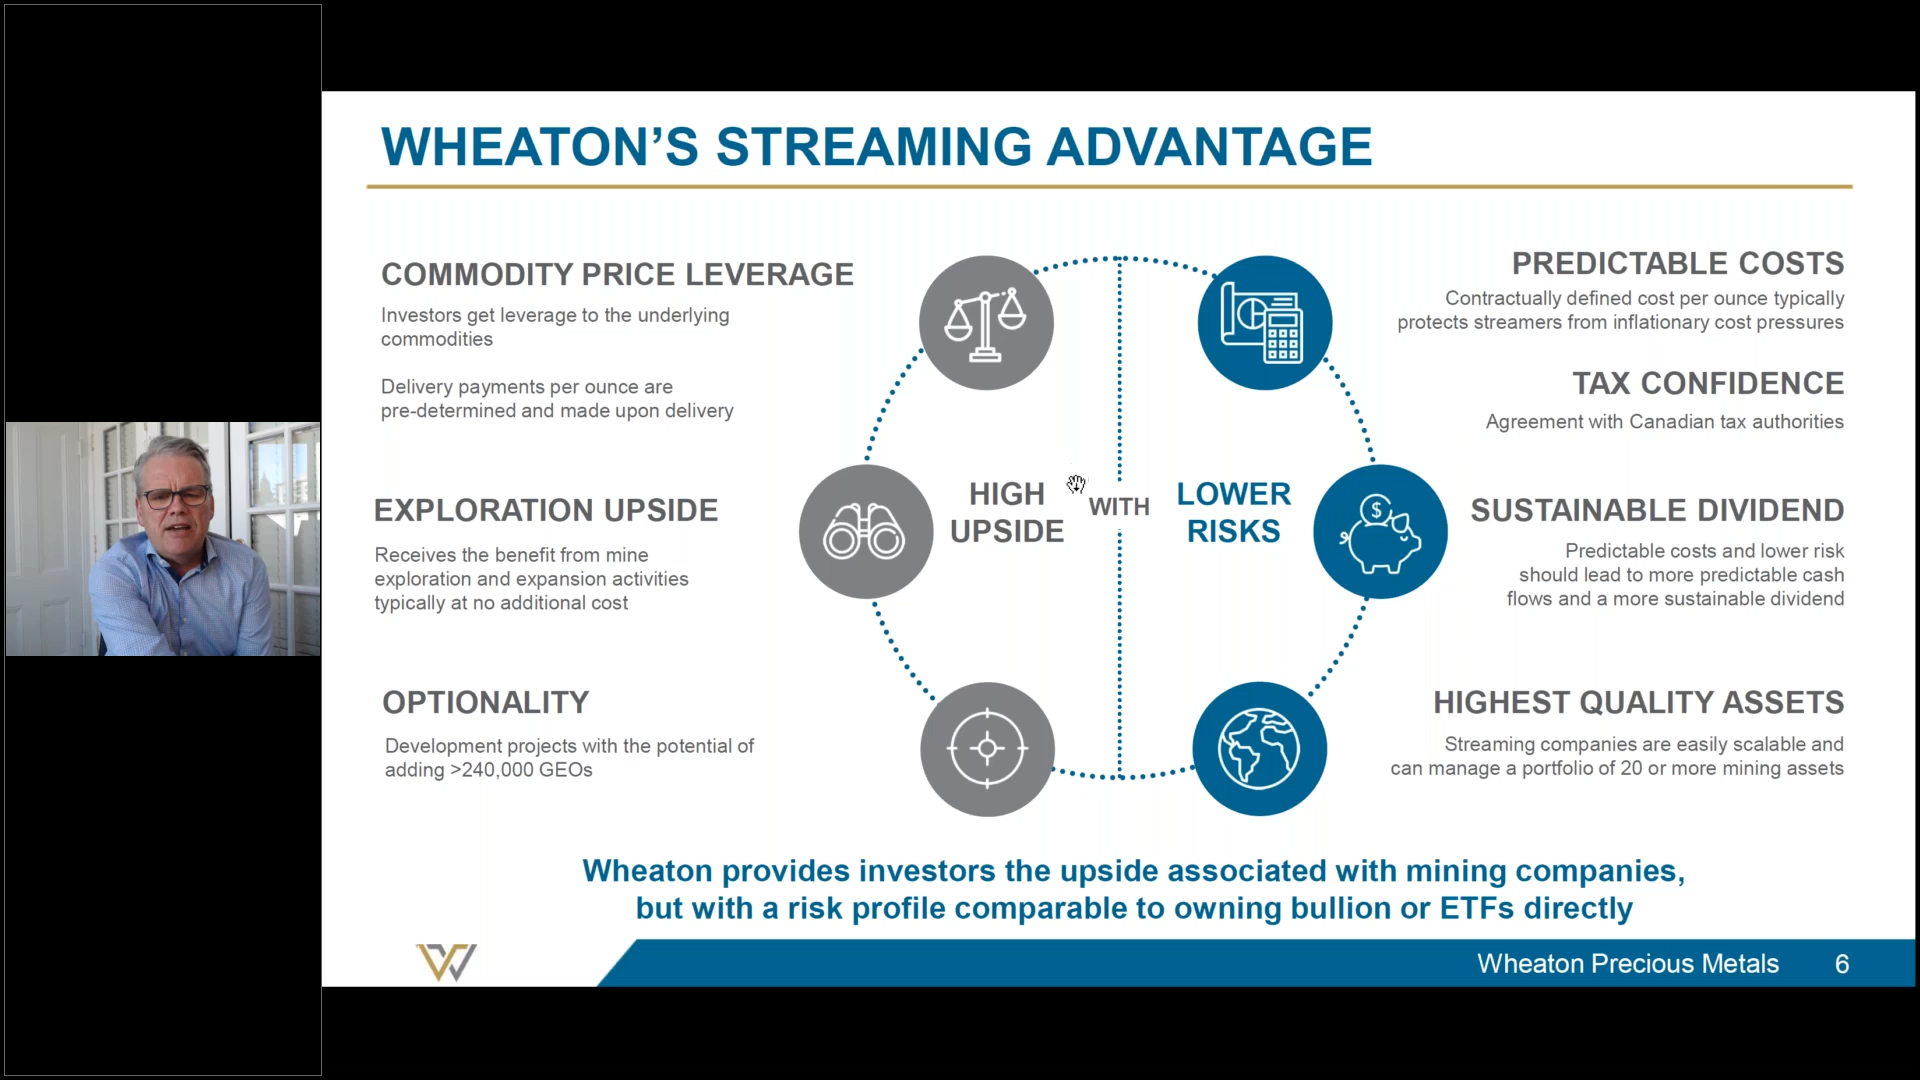 WHEATON'S STREAMING ADVANTAGE
COMMODITY PRICE LEVERAGE
Investors get leverage to the underlying
commodities
Delivery payments per ounce are
pre-determined and made upon delivery
EXPLORATION UPSIDE
Receives the benefit from mine
exploration and expansion activities
typically at no additional cost
OPTIONALITY
Development projects with the potential of
adding >240,000 GEOs
HIGH
UPSIDE
WITH
LOWER
RISKS
$
PREDICTABLE COSTS
Contractually defined cost per ounce typically
protects streamers from inflationary cost pressures
TAX CONFIDENCE
Agreement with Canadian tax authorities
SUSTAINABLE DIVIDEND
Predictable costs and lower risk
should lead to more predictable cash
flows and a more sustainable dividend
HIGHEST QUALITY ASSETS
Streaming companies are easily scalable and
can manage a portfolio of 20 or more mining assets
Wheaton provides investors the upside associated with mining companies,
but with a risk profile comparable to owning bullion or ETFs directly
Wheaton Precious Metals 6